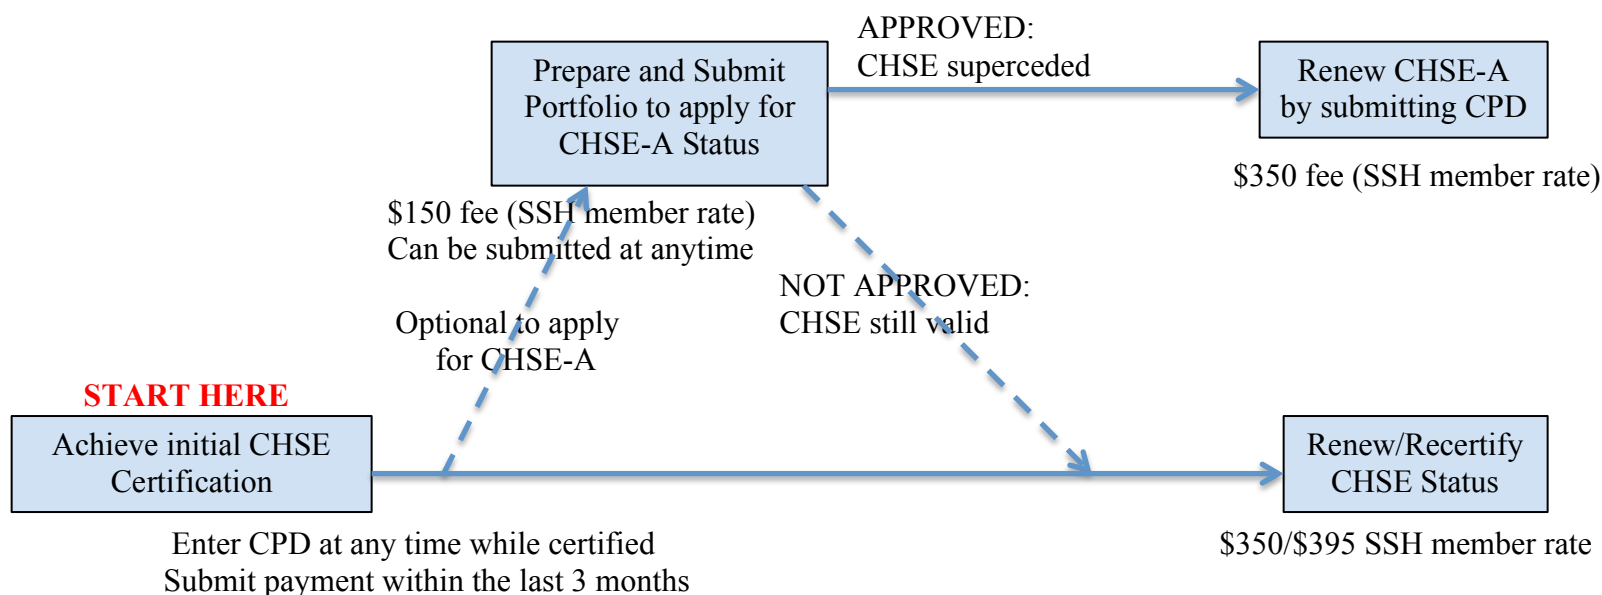 APPROVED:
CHSE superceded
Prepare and Submit
Portfolio to apply for
CHSE-A Status
Renew CHSE-A
by submitting CPD
$350 fee (SSH member rate)
$150 fee (SSH member rate)
Can be submitted at anytime
NOT APPROVED:
CHSE still valid
Optional to apply
for CHSE-A
START HERE
Achieve initial CHSE
Certification
Renew/Recertify
CHSE Status
Enter CPD at any time while certified
Submit payment within the last 3 months
$350/$395 SSH member rate